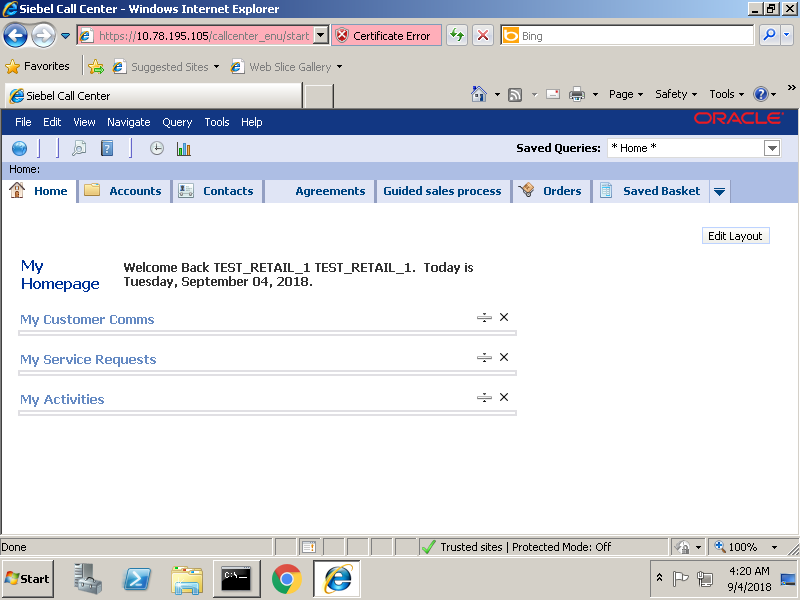 Siebel Call Center - Windows Internet Explorer
https://10.78.195.105/callcenter_enu/start
Certificate Error
Bing
Favorites
Suggested Sites
Web Slice Gallery
Siebel Call Center
Page
Safety
Tools
File Edit View Navigate Query Tools Help
ORACLE
Saved Queries:
* Home *
Home:
Home
Accounts
Contacts
Agreements
Guided sales process
Orders
Saved Basket
Edit Layout
My
Homepage
Welcome Back TEST_RETAIL_1 TEST_RETAIL_1. Today is
Tuesday, September 04, 2018.
My Customer Comms
My Service Requests
My Activities
Done
Trusted sites | Protected Mode: Off
100%
Start
4:20 AM
9/4/2018